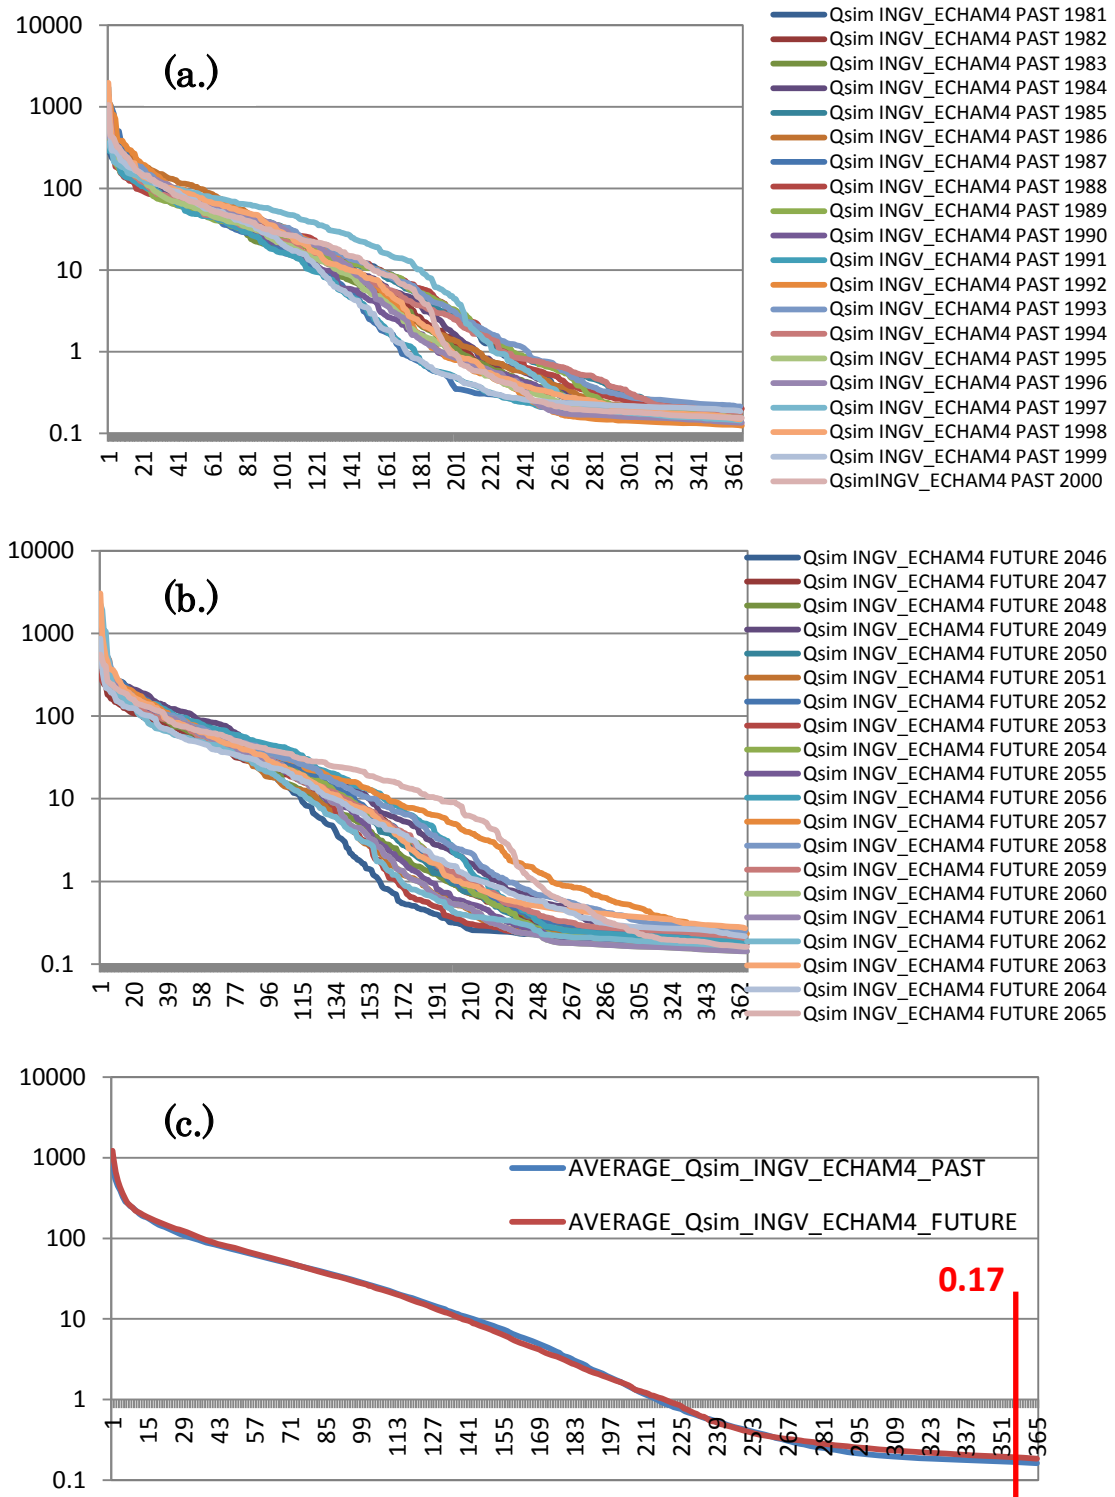 10000
1000
100
10
1
0.1
(a.)
1 21 41 61 81 101 121 141 161 181 201 221 241 261 281 301 321 341 361
Qsim INGV_ECHAM4 PAST 1981
Qsim INGV_ECHAM4 PAST 1982
Qsim INGV_ECHAM4 PAST 1983
Qsim INGV_ECHAM4 PAST 1984
Qsim INGV_ECHAM4 PAST 1985
Qsim INGV_ECHAM4 PAST 1986
Qsim INGV_ECHAM4 PAST 1987
Qsim INGV_ECHAM4 PAST 1988
Qsim INGV_ECHAM4 PAST 1989
Qsim INGV_ECHAM4 PAST 1990
Qsim INGV_ECHAM4 PAST 1991
Qsim INGV_ECHAM4 PAST 1992
Qsim INGV_ECHAM4 PAST 1993
Qsim INGV_ECHAM4 PAST 1994
Qsim INGV_ECHAM4 PAST 1995
Qsim INGV_ECHAM4 PAST 1996
Qsim INGV_ECHAM4 PAST 1997
Qsim INGV_ECHAM4 PAST 1998
Qsim INGV_ECHAM4 PAST 1999
QsimINGV_ECHAM4 PAST 2000
10000
1000
100
10
1
0.1
(b.)
1 20 39 58 77 96 115 134 153 172 191 210 229 248 267 286 305 324 343 362
Qsim INGV_ECHAM4 FUTURE 2046
Qsim INGV_ECHAM4 FUTURE 2047
Qsim INGV_ECHAM4 FUTURE 2048
Qsim INGV_ECHAM4 FUTURE 2049
Qsim INGV_ECHAM4 FUTURE 2050
Qsim INGV_ECHAM4 FUTURE 2051
Qsim INGV_ECHAM4 FUTURE 2052
Qsim INGV_ECHAM4 FUTURE 2053
Qsim INGV_ECHAM4 FUTURE 2054
Qsim INGV_ECHAM4 FUTURE 2055
Qsim INGV_ECHAM4 FUTURE 2056
Qsim INGV_ECHAM4 FUTURE 2057
Qsim INGV_ECHAM4 FUTURE 2058
Qsim INGV_ECHAM4 FUTURE 2059
Qsim INGV_ECHAM4 FUTURE 2060
Qsim INGV_ECHAM4 FUTURE 2061
Qsim INGV_ECHAM4 FUTURE 2062
Qsim INGV_ECHAM4 FUTURE 2063
Qsim INGV_ECHAM4 FUTURE 2064
Qsim INGV_ECHAM4 FUTURE 2065
10000
1000
100
10
1
0.1
(c.)
AVERAGE_Qsim_INGV_ECHAM4_PAST
AVERAGE_Qsim_INGV_ECHAM4_FUTURE
0.17
1 15 29 43 57 71 85 99 113 127 141 155 169 183 197 211 225 239 253 267 281 295 309 323 337 351 365